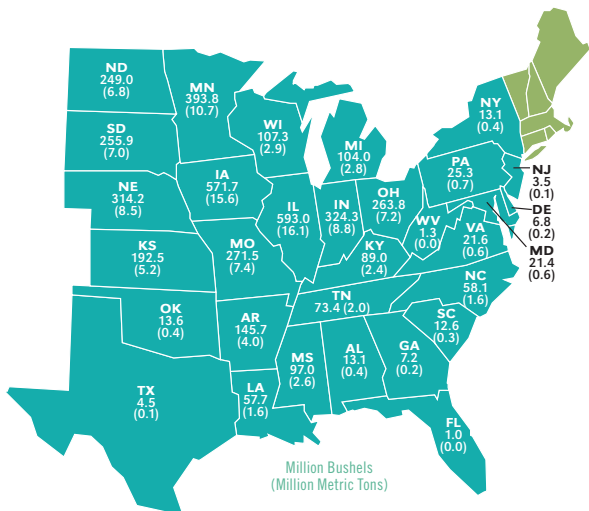 ND
249.0
(6.8)
MN
393.8
(10.7)
WI
107.3
(2.9)
MI
104.0
(2.8)
NY
13.1
(0.4)
SD
255.9
(7.0)
IA
571.7
(15.6)
PA
25.3
(0.7)
NJ
3.5
(0.1)
NE
314.2
(8.5)
IL
593.0
(16.1)
IN
324.3
(8.8)
OH
263.8
(7.2)
WV
1.3
(0.0)
VA
21.6
(0.6)
DE
6.8
(0.2)
MD
21.4
(0.6)
KS
192.5
(5.2)
MO
271.5
(7.4)
KY
89.0
(2.4)
NC
58.1
(1.6)
TN
73.4 (2.0)
OK
13.6
(0.4)
AR
145.7
(4.0)
SC
12.6
(0.3)
MS
97.0
(2.6)
AL
13.1
(0.4)
GA
7.2
(0.2)
TX
4.5
(0.1)
LA
57.7
(1.6)
FL
1.0
(0.0)
Million Bushels
(Million Metric Tons)